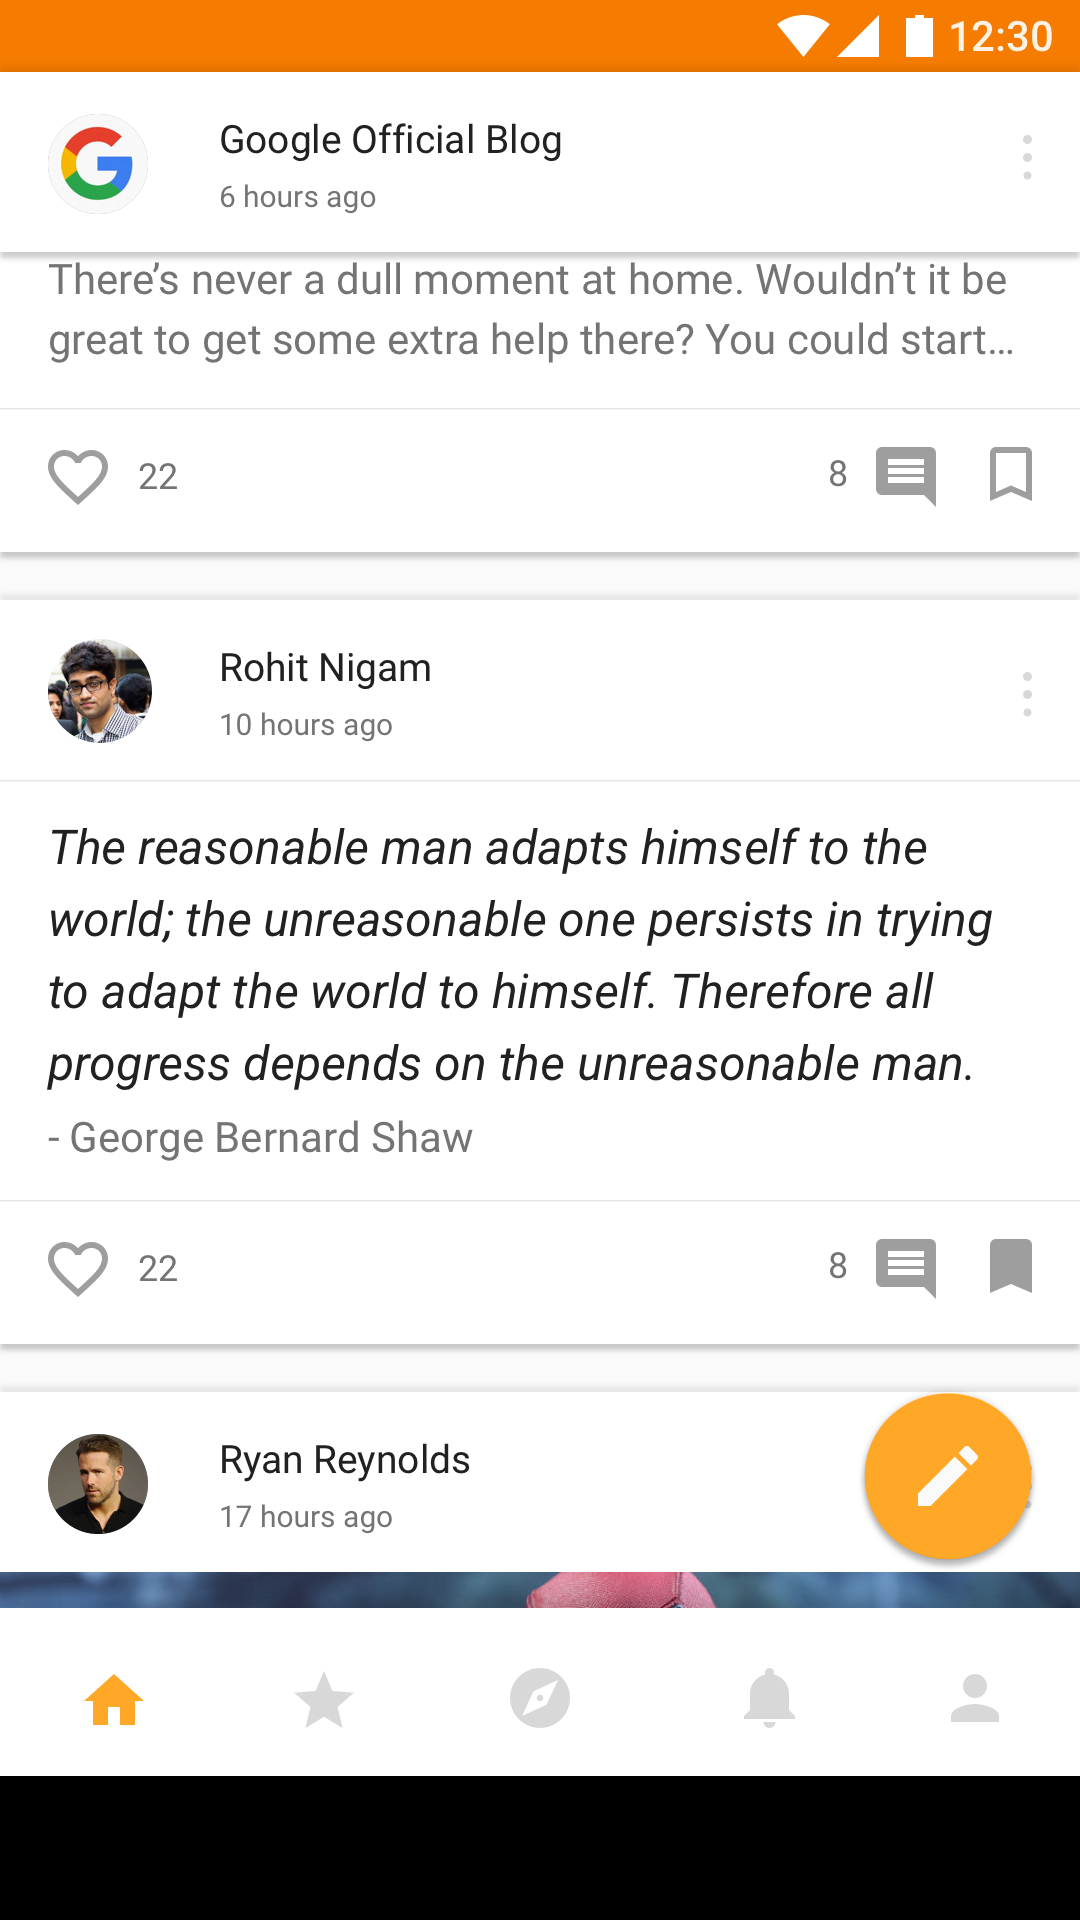 12:30
Google Official Blog
6 hours ago
There’s never a dull moment at home. Wouldn’t it be
great to get some extra help there? You could start...
22
8
Rohit Nigam
10 hours ago
The reasonable man adapts himself to the
world; the unreasonable one persists in trying
to adapt the world to himself. Therefore all
progress depends on the unreasonable man.
- George Bernard Shaw
22
8
Ryan Reynolds
17 hours ago